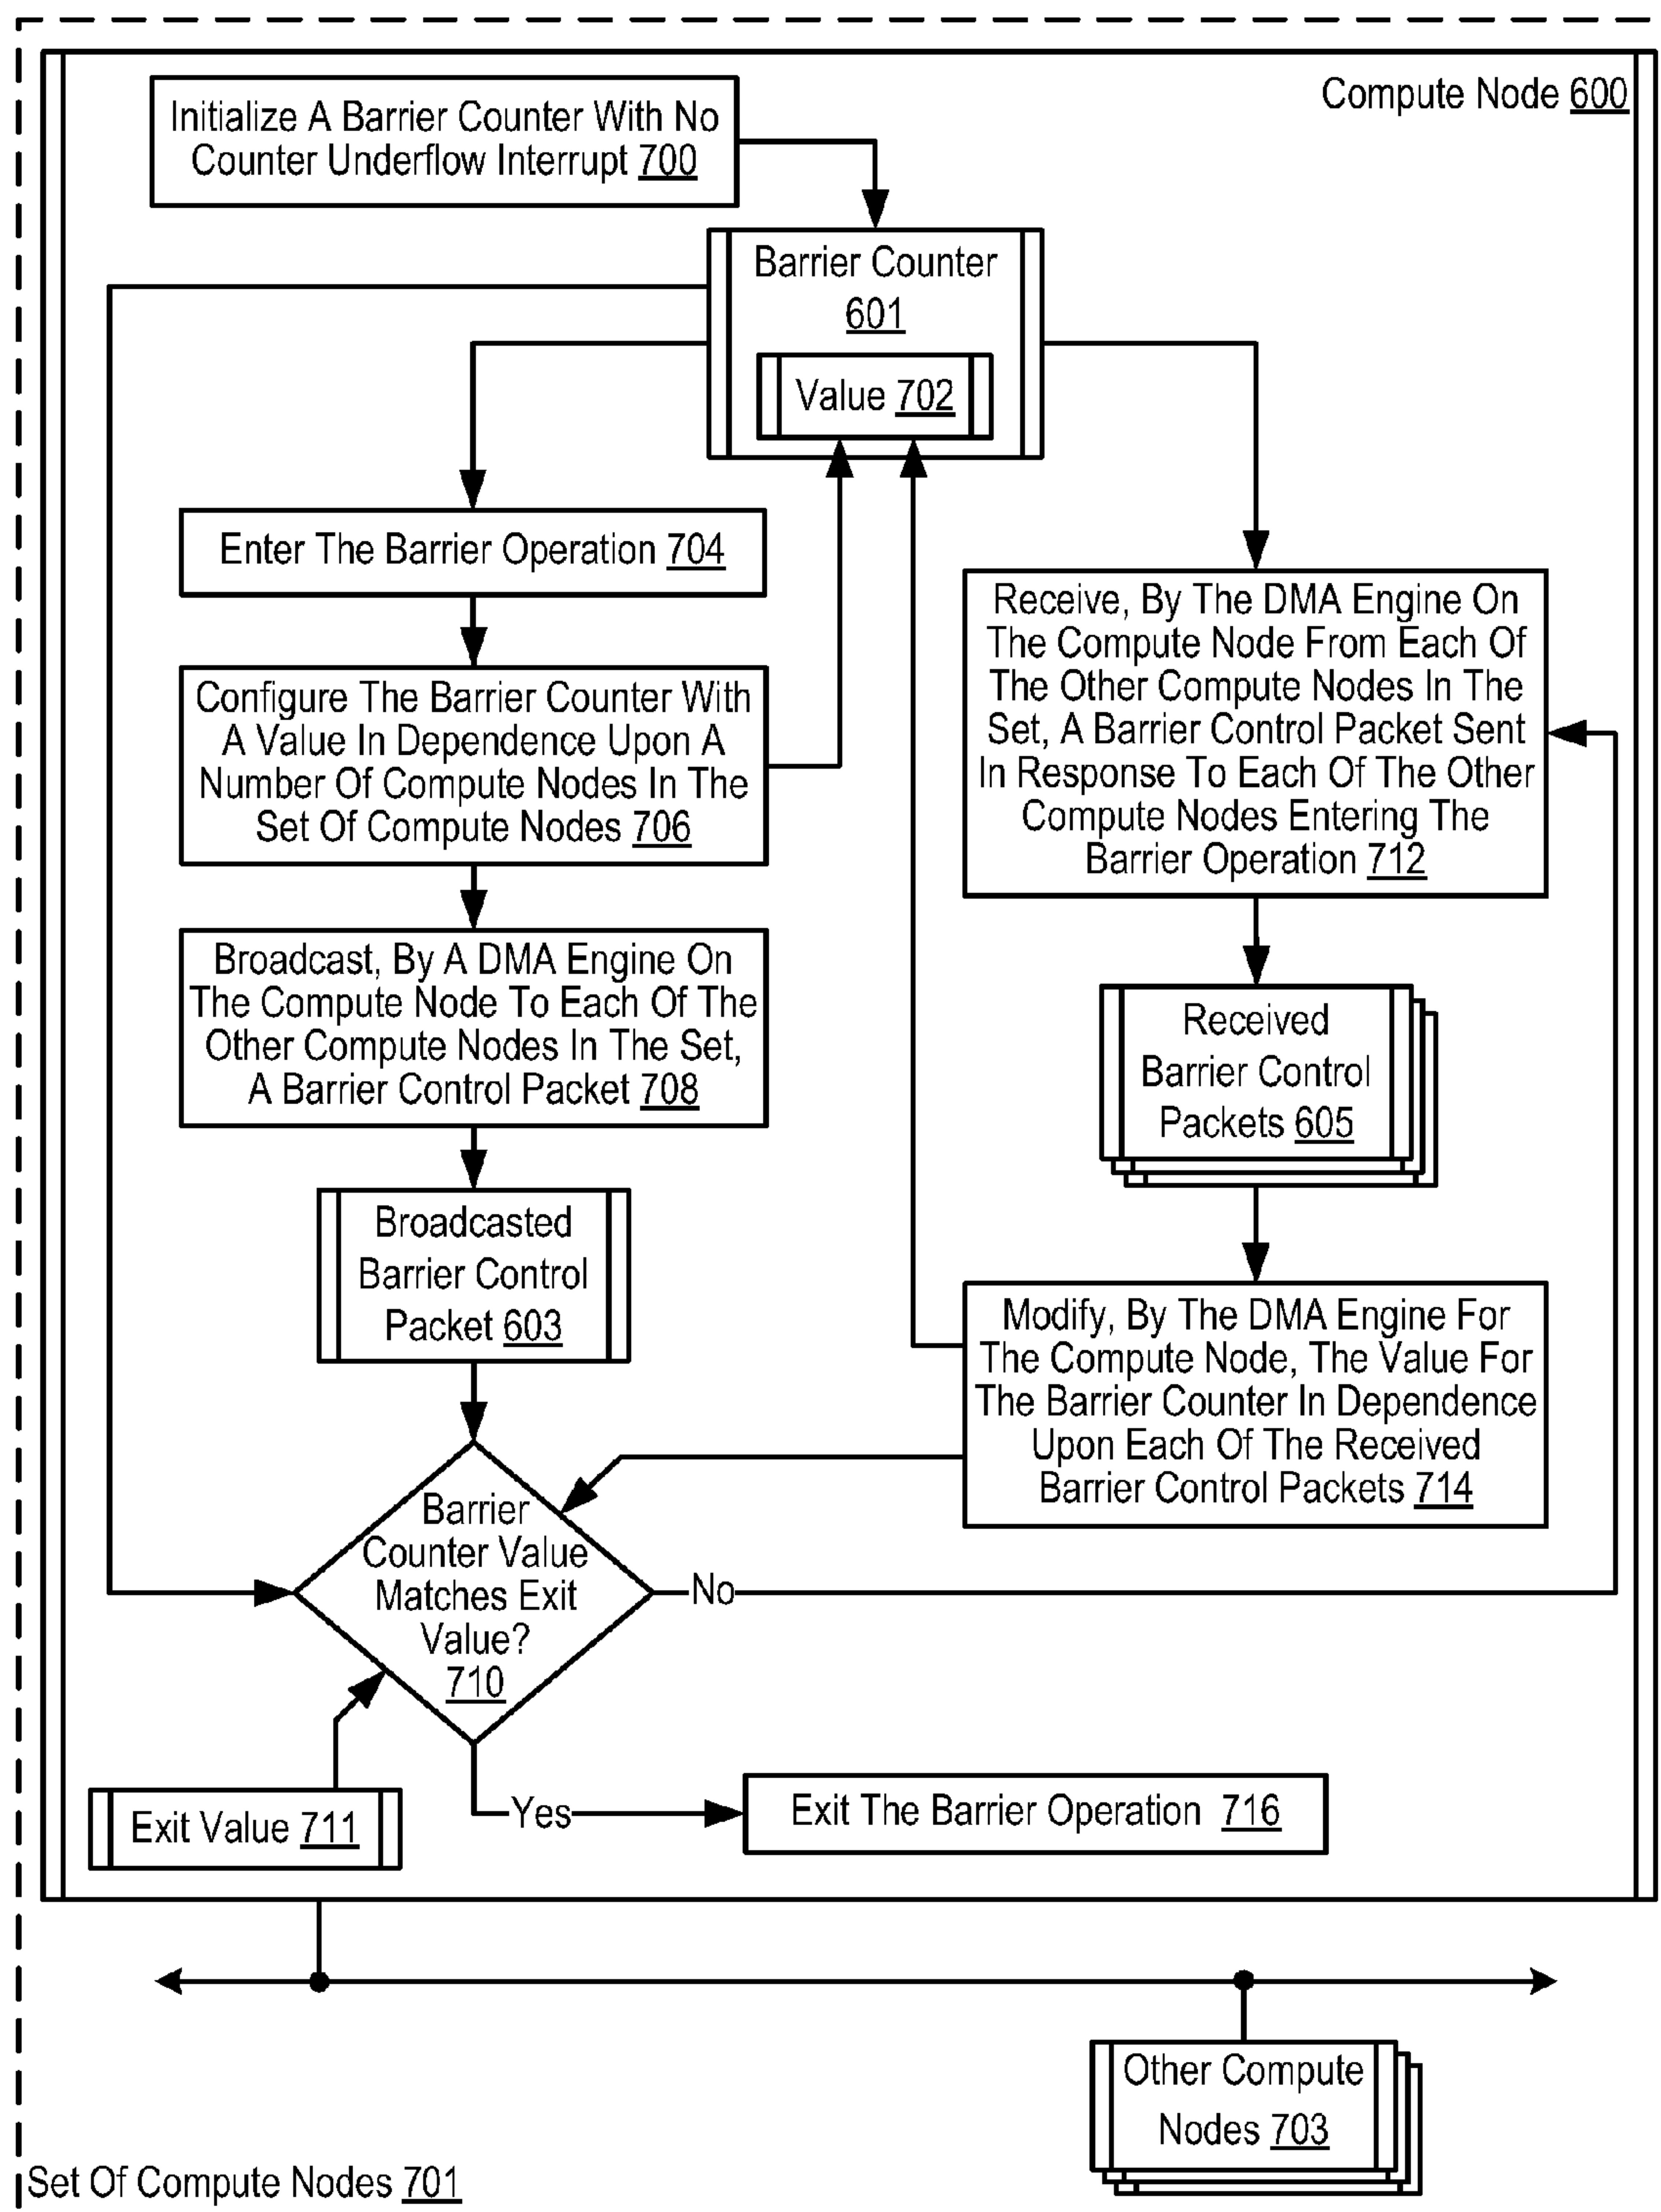 Compute Node 600
Initialize A Barrier Counter With No
Counter Underflow Interrupt 700
Barrier Counter
601
Value 702
Enter The Barrier Operation 704
Configure The Barrier Counter With
A Value In Dependence Upon A
Number Of Compute Nodes In The
Set Of Compute Nodes 706
Broadcast, By A DMA Engine On
The Compute Node To Each Of The
Other Compute Nodes In The Set,
A Barrier Control Packet 708
Broadcasted
Barrier Control
Packet 603
Receive, By The DMA Engine On
The Compute Node From Each Of
The Other Compute Nodes In The
Set, A Barrier Control Packet Sent
In Response To Each Of The Other
Compute Nodes Entering The
Barrier Operation 712
Received
Barrier Control
Packets 605
Modify, By The DMA Engine For
The Compute Node, The Value For
The Barrier Counter In Dependence
Upon Each Of The Received
Barrier Control Packets 714
Barrier
Counter Value
Matches Exit
Value?
710
No
Yes
Exit Value 711
Exit The Barrier Operation 716
Other Compute
Nodes 703
Set Of Compute Nodes 701